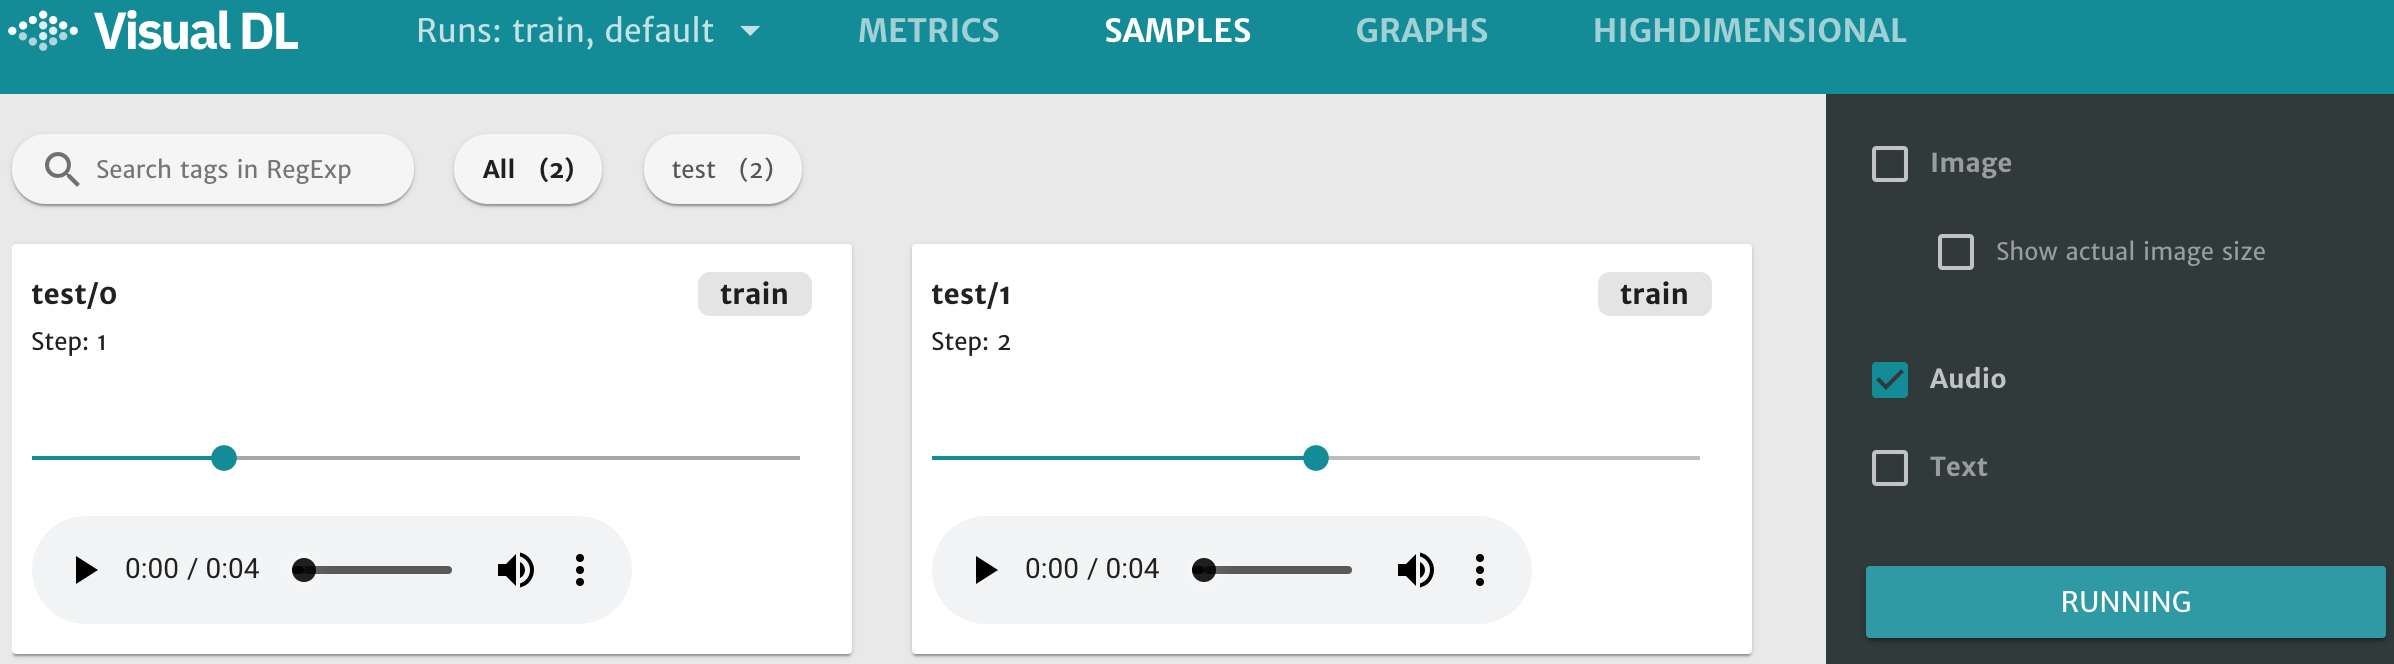 Visual DL
Runs: train, default
METRICS
SAMPLES
GRAPHS
HIGHDIMENSIONAL
Search tags in RegExp
All (2)
test (2)
test/0
train
Step: 1
0:00 / 0:04
test/1
train
Step: 2
0:00 / 0:04
Image
Show actual image size
Audio
Text
RUNNING